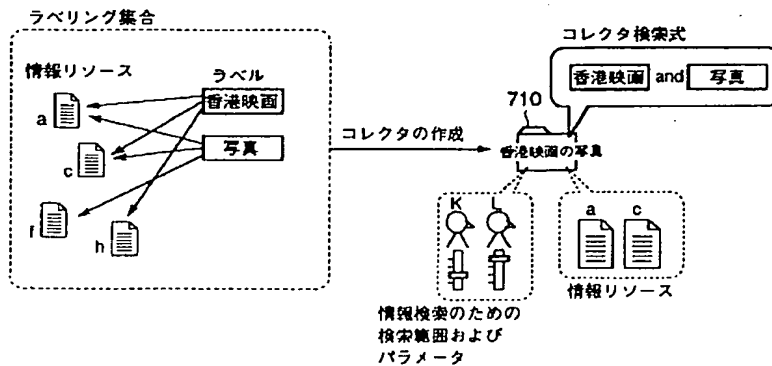 ラベリング集合
情報リソース
ラベル
a
香港映画
写真
c
f
h
コレクタの作成
コレクタ検索式
香港映画 and 写真
710
香港映画の写真
K L
a c
情報検索のための
検索範囲および
パラメータ
情報リソース